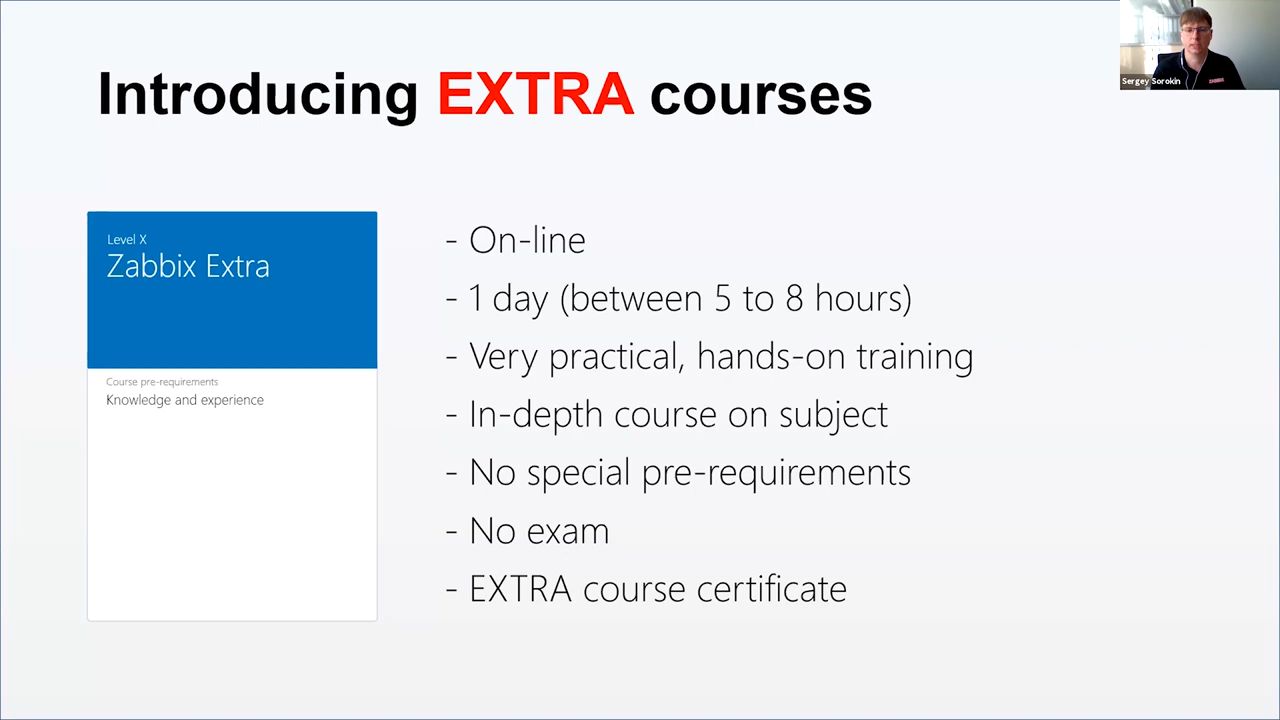 Introducing EXTRA courses
Sergey Sorokin
ZABBIX
Level X
Zabbix Extra
Course pre-requirements
Knowledge and experience
- On-line
- 1 day (between 5 to 8 hours)
- Very practical, hands-on training
- In-depth course on subject
- No special pre-requirements
- No exam
- EXTRA course certificate